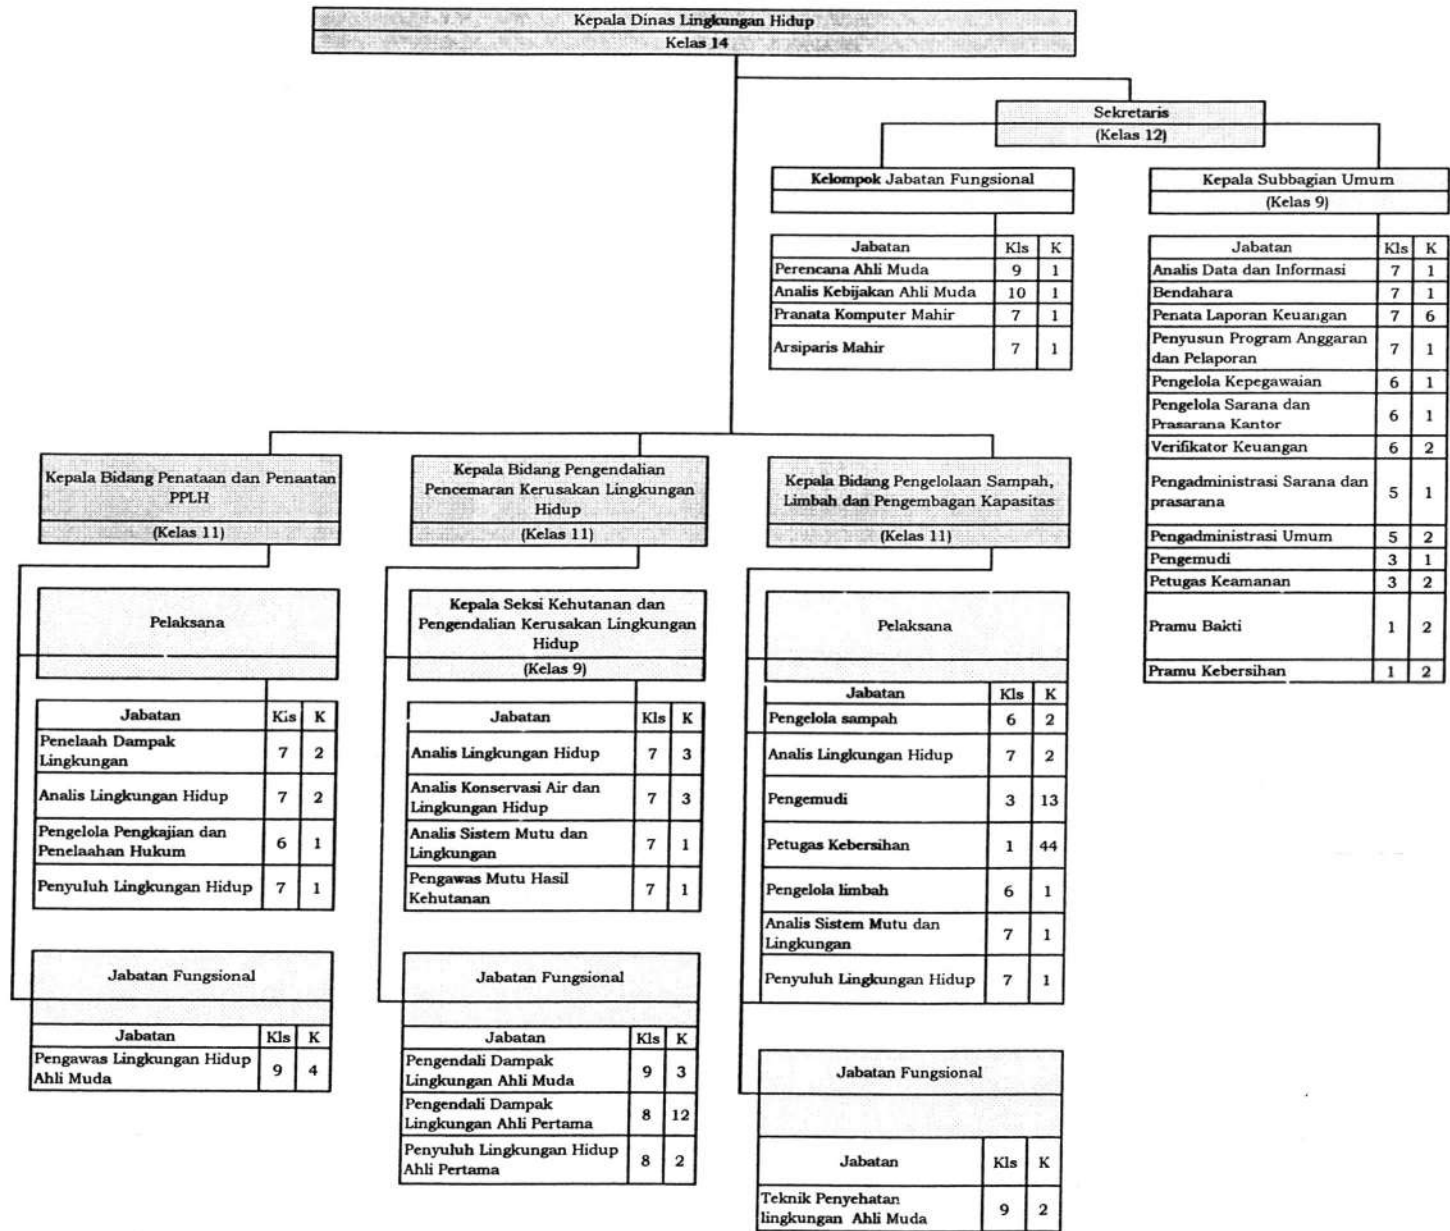 Kepala Dinas Lingkungan Hidup
Kelas 14
Sekretaris
(Kelas 12)
Kelompok Jabatan Fungsional
Jabatan Kls K
Perencana Ahli Muda 9 1
Analis Kebijakan Ahli Muda 10 1
Pranata Komputer Mahir 7 1
Arsiparis Mahir 7 1
Kepala Subbagian Umum
(Kelas 9)
Jabatan Kls K
Analis Data dan Informasi 7 1
Bendahara 7 1
Penata Laporan Keuangan 7 6
Penyusun Program Anggaran
dan Pelaporan 7 1
Pengelola Kepegawaian 6 1
Pengelola Sarana dan
Prasarana Kantor 6 1
Verifikator Keuangan 6 2
Pengadministrasi Sarana dan
prasarana 5 1
Pengadministrasi Umum 5 2
Pengemudi 3 1
Petugas Keamanan 3 2
Pramu Bakti 1 2
Pramu Kebersihan 1 2
Kepala Bidang Penataan dan Penaatan
PPLH
(Kelas 11)
Pelaksana
Jabatan Kls K
Penelaah Dampak
Lingkungan 7 2
Analis Lingkungan Hidup 7 2
Pengelola Pengkajian dan
Penelaahan Hukum 6 1
Penyuluh Lingkungan Hidup 7 1
Jabatan Fungsional
Jabatan Kls K
Pengawas Lingkungan Hidup
Ahli Muda 9 4
Kepala Bidang Pengendalian
Pencemaran Kerusakan Lingkungan
Hidup
(Kelas 11)
Kepala Seksi Kehutanan dan
Pengendalian Kerusakan Lingkungan
Hidup
(Kelas 9)
Jabatan Kls K
Analis Lingkungan Hidup 7 3
Analis Konservasi Air dan
Lingkungan Hidup 7 3
Analis Sistem Mutu dan
Lingkungan 7 1
Pengawas Mutu Hasil
Kehutanan 7 1
Jabatan Fungsional
Jabatan Kls K
Pengendali Dampak
Lingkungan Ahli Muda 9 3
Pengendali Dampak
Lingkungan Ahli Pertama 8 12
Penyuluh Lingkungan Hidup
Ahli Pertama 8 2
Kepala Bidang Pengelolaan Sampah,
Limbah dan Pengembagan Kapasitas
(Kelas 11)
Pelaksana
Jabatan Kls K
Pengelola sampah 6 2
Analis Lingkungan Hidup 7 2
Pengemudi 3 13
Petugas Kebersihan 1 44
Pengelola limbah 6 1
Analis Sistem Mutu dan
Lingkungan 7 1
Penyuluh Lingkungan Hidup 7 1
Jabatan Fungsional
Jabatan Kls K
Teknik Penyehatan
lingkungan Ahli Muda 9 2